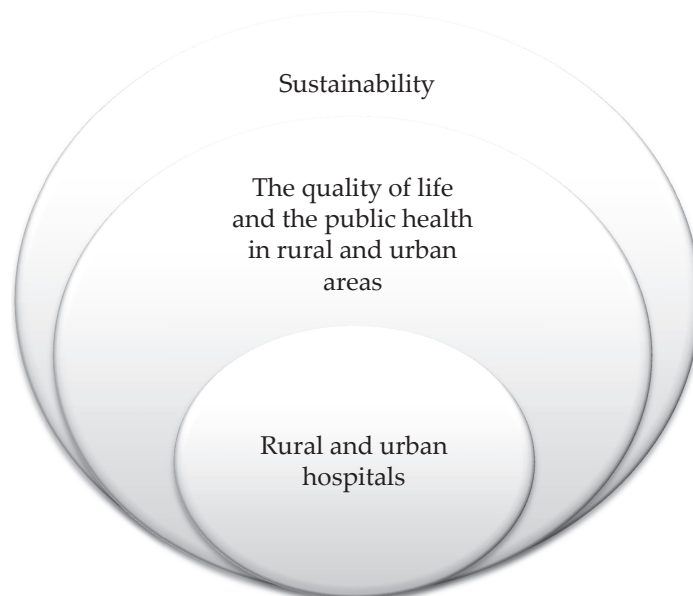 Sustainability
The quality of life
and the public health
in rural and urban
areas
Rural and urban
hospitals